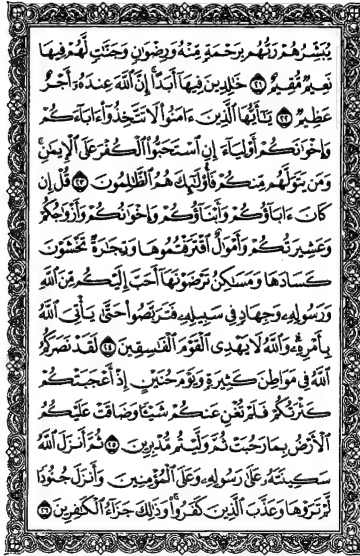 يُبَشِّرُهُمْ رَبُّهُم بِرَحْمَةٍ مِّنْهُ وَرِضْوَٰنٍ وَجَنَّٰتٍ لَّهُمْ فِيهَا
نَعِيمٌ مُّقِيمٌ ٢١ خَٰلِدِينَ فِيهَا أَبَدًا إِنَّ ٱللَّهَ عِندَهُۥٓ أَجْرٌ
عَظِيمٌ ٢٢ يَٰٓأَيُّهَا ٱلَّذِينَ ءَامَنُوا۟ لَا تَتَّخِذُوٓا۟ ءَابَآءَكُمْ
وَإِخْوَٰنَكُمْ أَوْلِيَآءَ إِنِ ٱسْتَحَبُّوا۟ ٱلْكُفْرَ عَلَى ٱلْإِيمَٰنِ ۚ
وَمَن يَتَوَلَّهُم مِّنكُمْ فَأُو۟لَٰٓئِكَ هُمُ ٱلظَّٰلِمُونَ ٢٣ قُلْ إِن
كَانَ ءَابَآؤُكُمْ وَأَبْنَآؤُكُمْ وَإِخْوَٰنُكُمْ وَأَزْوَٰجُكُمْ
وَعَشِيرَتُكُمْ وَأَمْوَٰلٌ ٱقْتَرَفْتُمُوهَا وَتِجَٰرَةٌ تَخْشَوْنَ
كَسَادَهَا وَمَسَٰكِنُ تَرْضَوْنَهَآ أَحَبَّ إِلَيْكُم مِّنَ ٱللَّهِ
وَرَسُولِهِۦ وَجِهَادٍ فِى سَبِيلِهِۦ فَتَرَبَّصُوا۟ حَتَّىٰ يَأْتِىَ ٱللَّهُ
بِأَمْرِهِۦ ۗ وَٱللَّهُ لَا يَهْدِى ٱلْقَوْمَ ٱلْفَٰسِقِينَ ٢٤ لَقَدْ نَصَرَكُمُ
ٱللَّهُ فِى مَوَاطِنَ كَثِيرَةٍ وَيَوْمَ حُنَيْنٍ إِذْ أَعْجَبَتْكُمْ
كَثْرَتُكُمْ فَلَمْ تُغْنِ عَنكُمْ شَيْـًٔا وَضَاقَتْ عَلَيْكُمُ
ٱلْأَرْضُ بِمَا رَحُبَتْ ثُمَّ وَلَّيْتُم مُّدْبِرِينَ ٢٥ ثُمَّ أَنزَلَ ٱللَّهُ
سَكِينَتَهُۥ عَلَىٰ رَسُولِهِۦ وَعَلَى ٱلْمُؤْمِنِينَ وَأَنزَلَ جُنُودًا
لَّمْ تَرَوْهَا وَعَذَّبَ ٱلَّذِينَ كَفَرُوا۟ ۚ وَذَٰلِكَ جَزَآءُ ٱلْكَٰفِرِينَ ٢٦